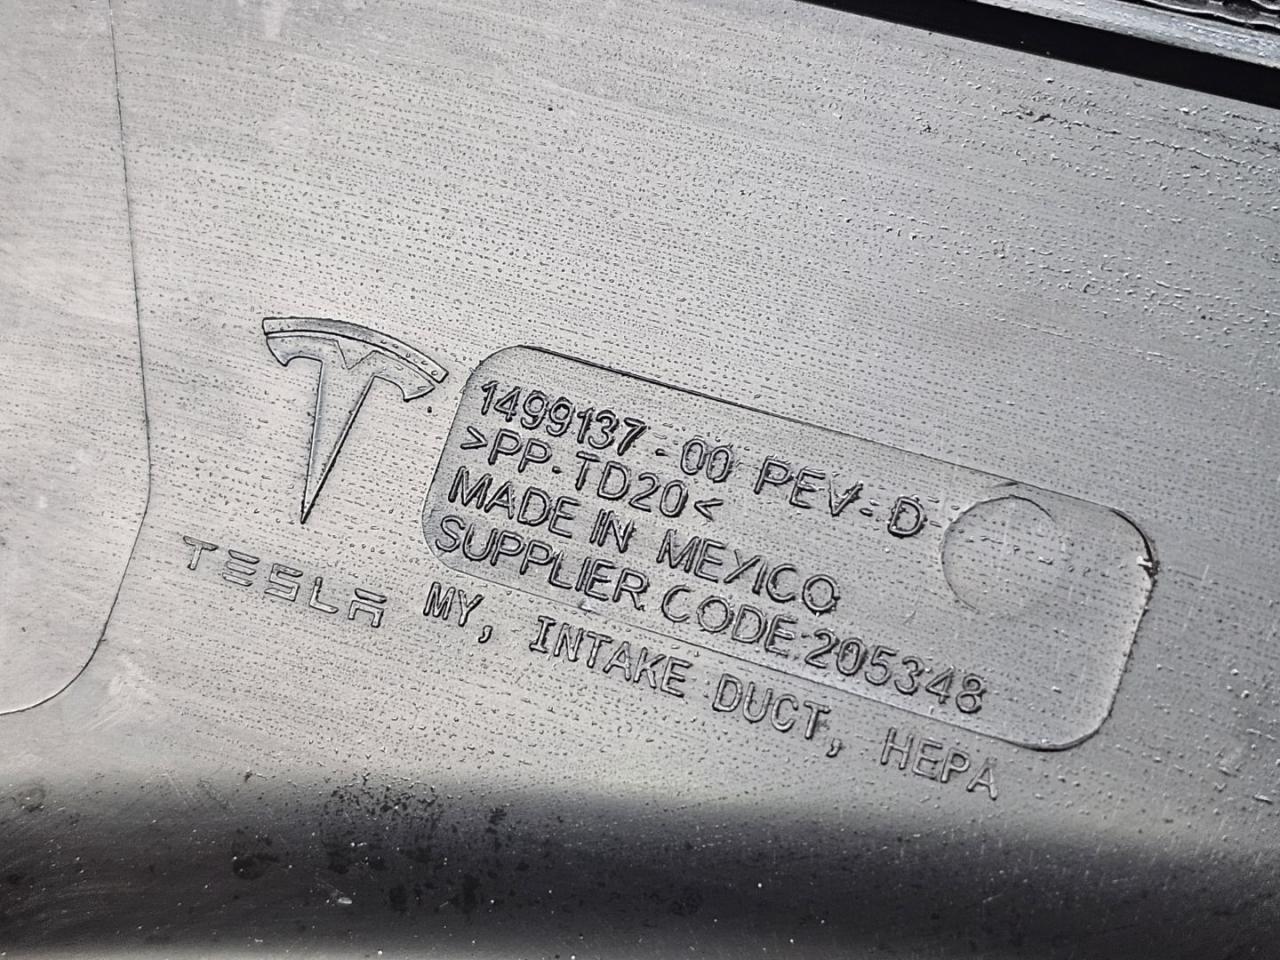 1499137-00 PEV-D
>PP-TD20<
MADE IN MEXICO
SUPPLIER CODE:205348
TESLA
MY, INTAKE DUCT, HEPA